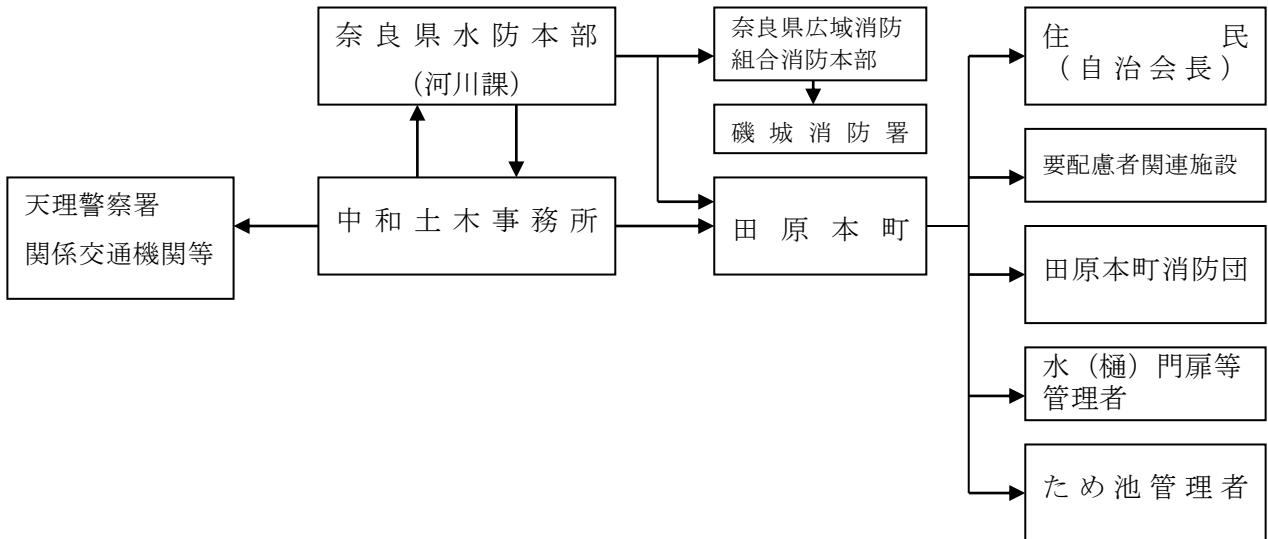 奈良県水防本部
(河川課)
奈良県広域消防
組合消防本部
住民
(自治会長)
磯城消防署
要配慮者関連施設
天理警察署
関係交通機関等
中和土木事務所
田原本町
田原本町消防団
水（樋）門扉等
管理者
ため池管理者